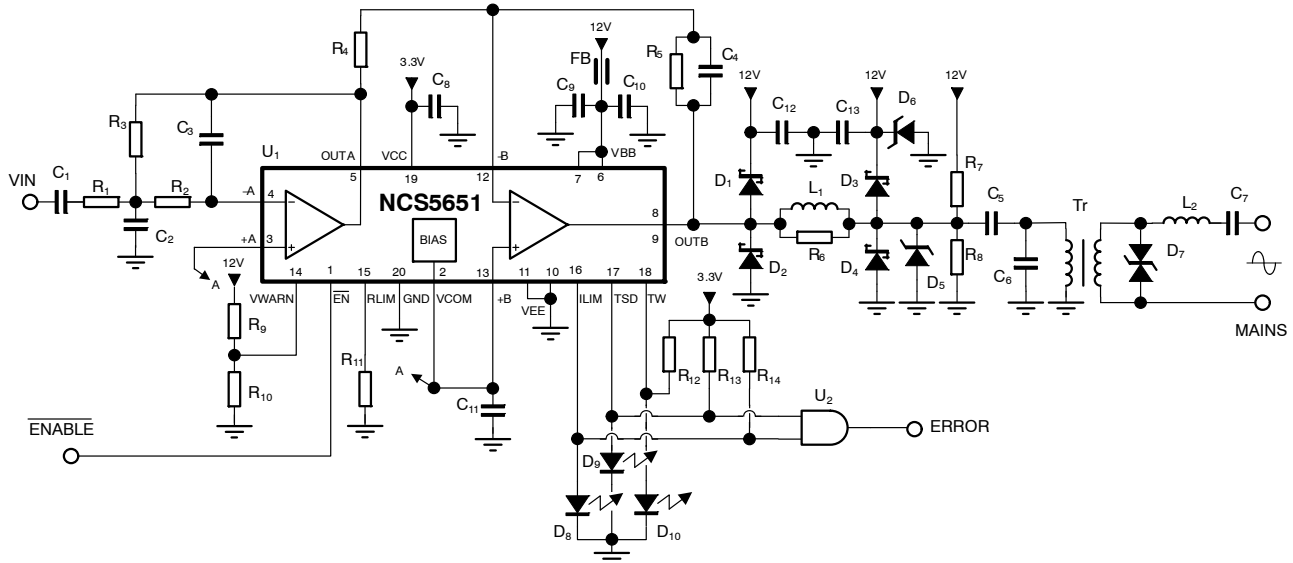 12V
R4
FB
R5
C4
3.3V
C8
C9
C10
12V
12V
12V
C12
C13
D6
R3
C3
U1
OUTA
VCC
-B
VBB
R7
5
19
12
7
6
VIN
C1
R1
R2
–A
4
–
NCS5651
–
D1
L1
D3
C5
Tr
L2
C7
8
C2
BIAS
9
OUTB
R6
D7
+A
3
+
+
D2
D4
D5
R8
C6
A
14
1
15
20
2
13
11
10
16
17
18
12V
VWARN
EN
RLIM
GND
VCOM
+B
VEE
ILIM
TSD
TW
3.3V
MAINS
R9
R11
A
R12
R13
R14
R10
C11
U2
ENABLE
ERROR
D9
D8
D10